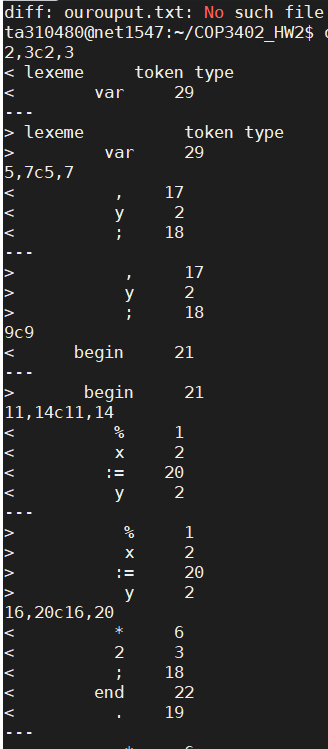 diff: ourouput.txt: No such file
ta310480@net1547:~/COP3402_HW2$
2,3c2,3
< lexeme     token type
<        var     29
---
> lexeme          token type
>         var     29
5,7c5,7
<          ,    17
<          y     2
<          ;    18
---
>           ,     17
>           y     2
>           ;     18
9c9
<      begin     21
---
>       begin      21
11,14c11,14
<          %     1
<          x     2
<         :=    20
<          y     2
---
>           %     1
>           x     2
>          :=     20
>           y     2
16,20c16,20
<          *     6
<          2     3
<          ;    18
<        end     22
<          .    19
---